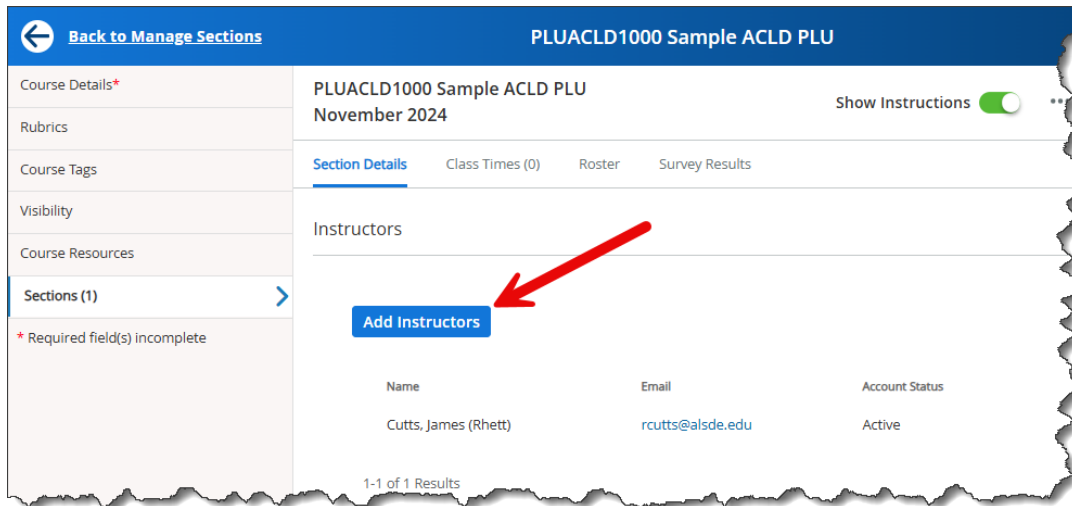 Back to Manage Sections
PLUACLD1000 Sample ACLD PLU
Course Details*
Rubrics
Course Tags
Visibility
Course Resources
Sections (1)
* Required field(s) incomplete
PLUACLD1000 Sample ACLD PLU
November 2024
Show Instructions
Section Details Class Times (0) Roster Survey Results
Instructors
Add Instructors
Name Email Account Status
Cutts, James (Rhett) rcutts@alsde.edu Active
1-1 of 1 Results